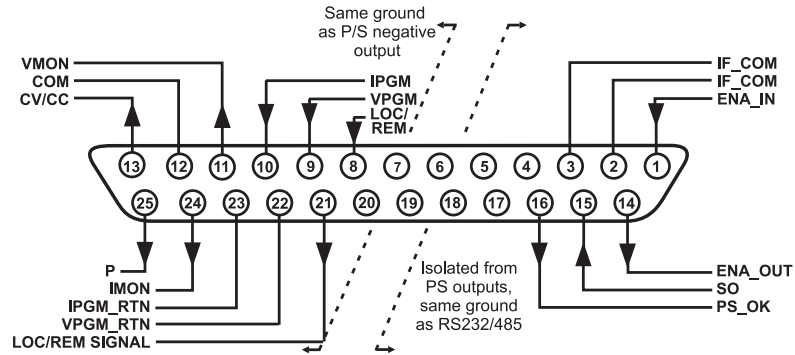 Same ground
as P/S negative
output
VMON
COM
CV/CC
IPGM
VPGM
LOC/
REM
IF_COM
IF_COM
ENA_IN
13 12 11 10 9 8 7 6 5 4 3 2 1
25 24 23 22 21 20 19 18 17 16 15 14
P
IMON
IPGM_RTN
VPGM_RTN
LOC/REM SIGNAL
Isolated from
PS outputs,
same ground
as RS232/485
ENA_OUT
SO
PS_OK